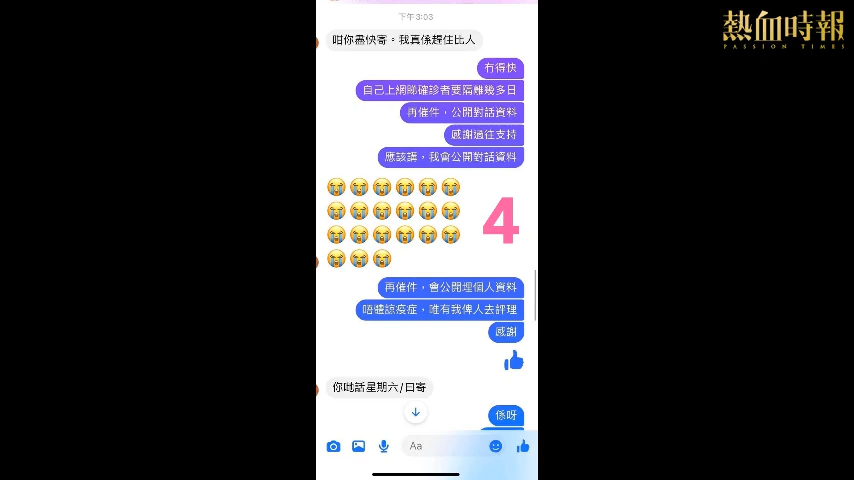 熱血時報
PASSION TIMES
下午3:03
咁你盡快寄。我真係趕住比人
冇得快
自己上網睇確診者要隔離幾多日
再催件，公開對話資料
感謝過往支持
應該講，我會公開對話資料
4
再催件，會公開埋個人資料
唔體諒疫症，唯有我俾人去評理
感謝
你哋話星期六/日寄
係呀
Aa